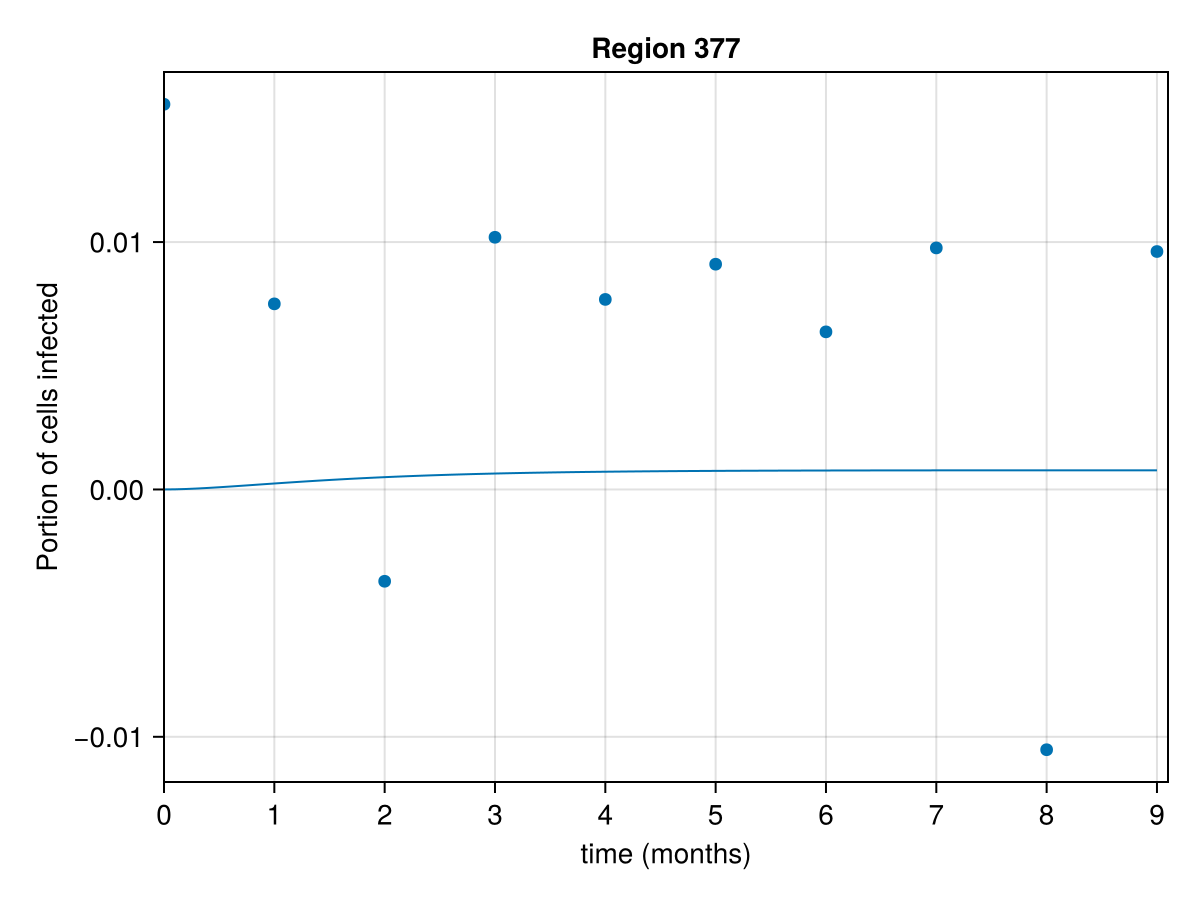 Region 377
Portion of cells infected
0.01
0.00
−0.01
0 1 2 3 4 5 6 7 8 9
time (months)